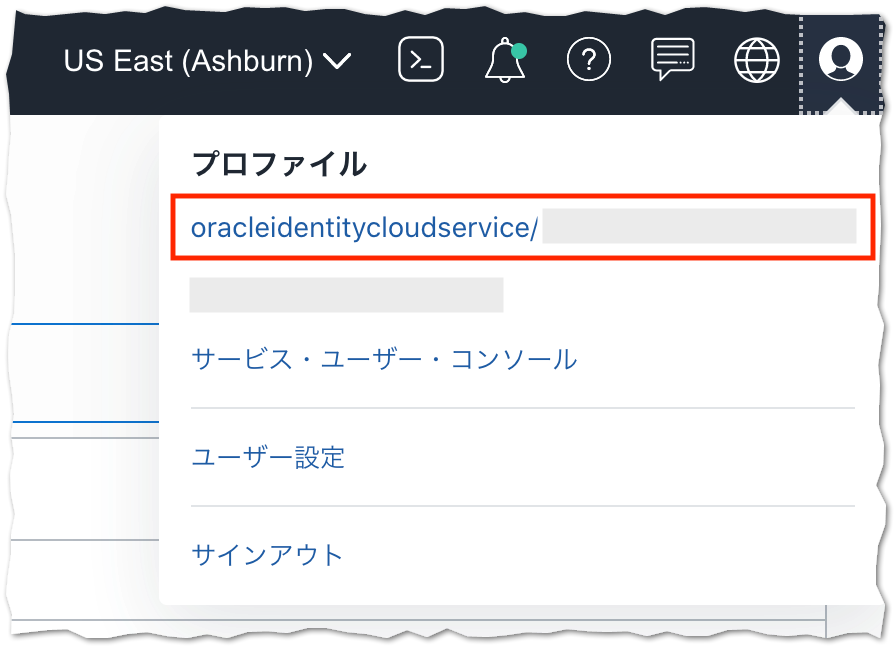 US East (Ashburn)
プロファイル
oracleidentitycloudservice/
サービス・ユーザー・コンソール
ユーザー設定
サインアウト